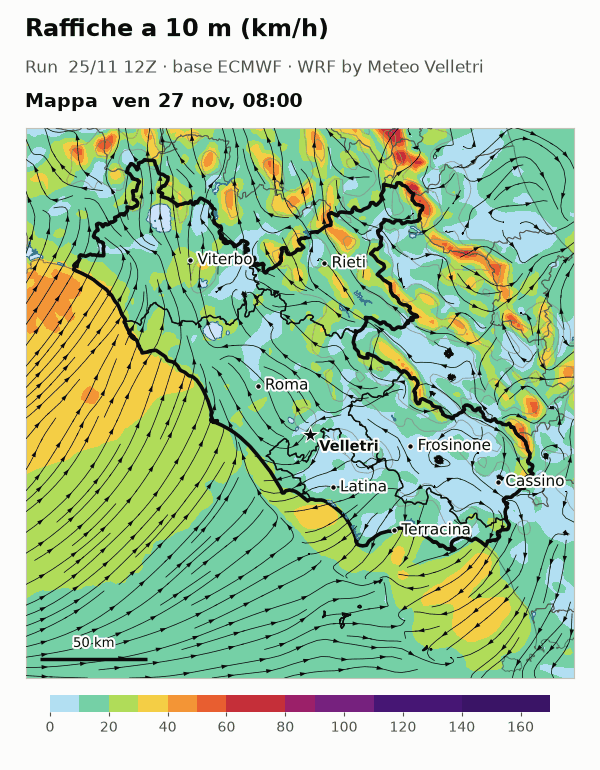 Raffiche a 10 m (km/h)
Run 25/11 12Z · base ECMWF · WRF by Meteo Velletri
Mappa ven 27 nov, 08:00
Viterbo
Rieti
Roma
Velletri
Frosinone
Latina
Cassino
Terracina
50 km
0 20 40 60 80 100 120 140 160